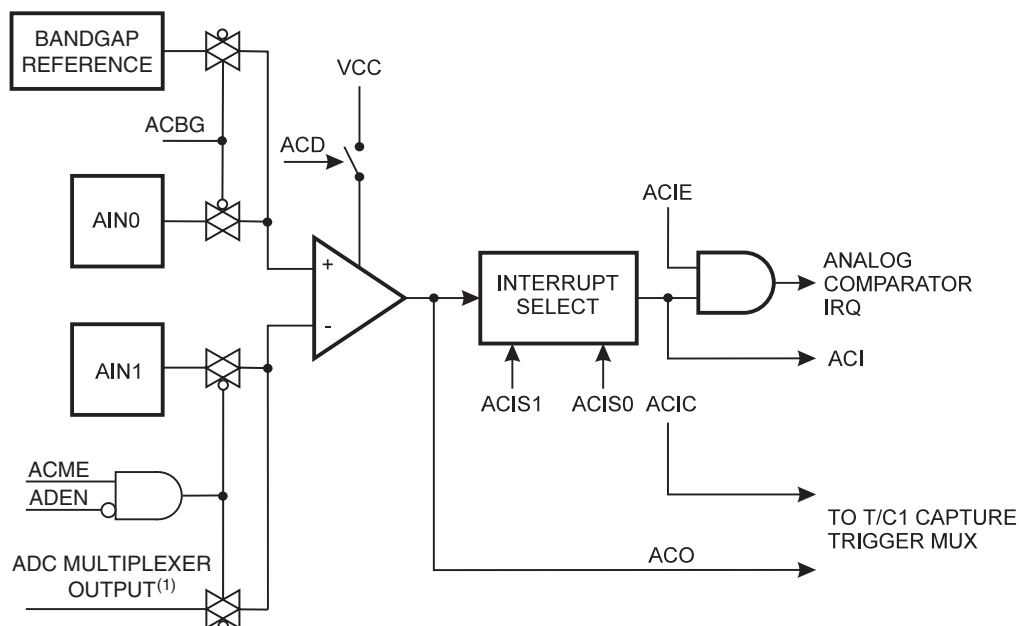 BANDGAP
REFERENCE
VCC
ACBG
ACD
AIN0
ACIE
+
INTERRUPT
SELECT
ANALOG
COMPARATOR
IRQ
-
AIN1
ACI
ACIS1
ACIS0
ACIC
ACME
ADEN
TO T/C1 CAPTURE
TRIGGER MUX
ADC MULTIPLEXER
OUTPUT(1)
ACO